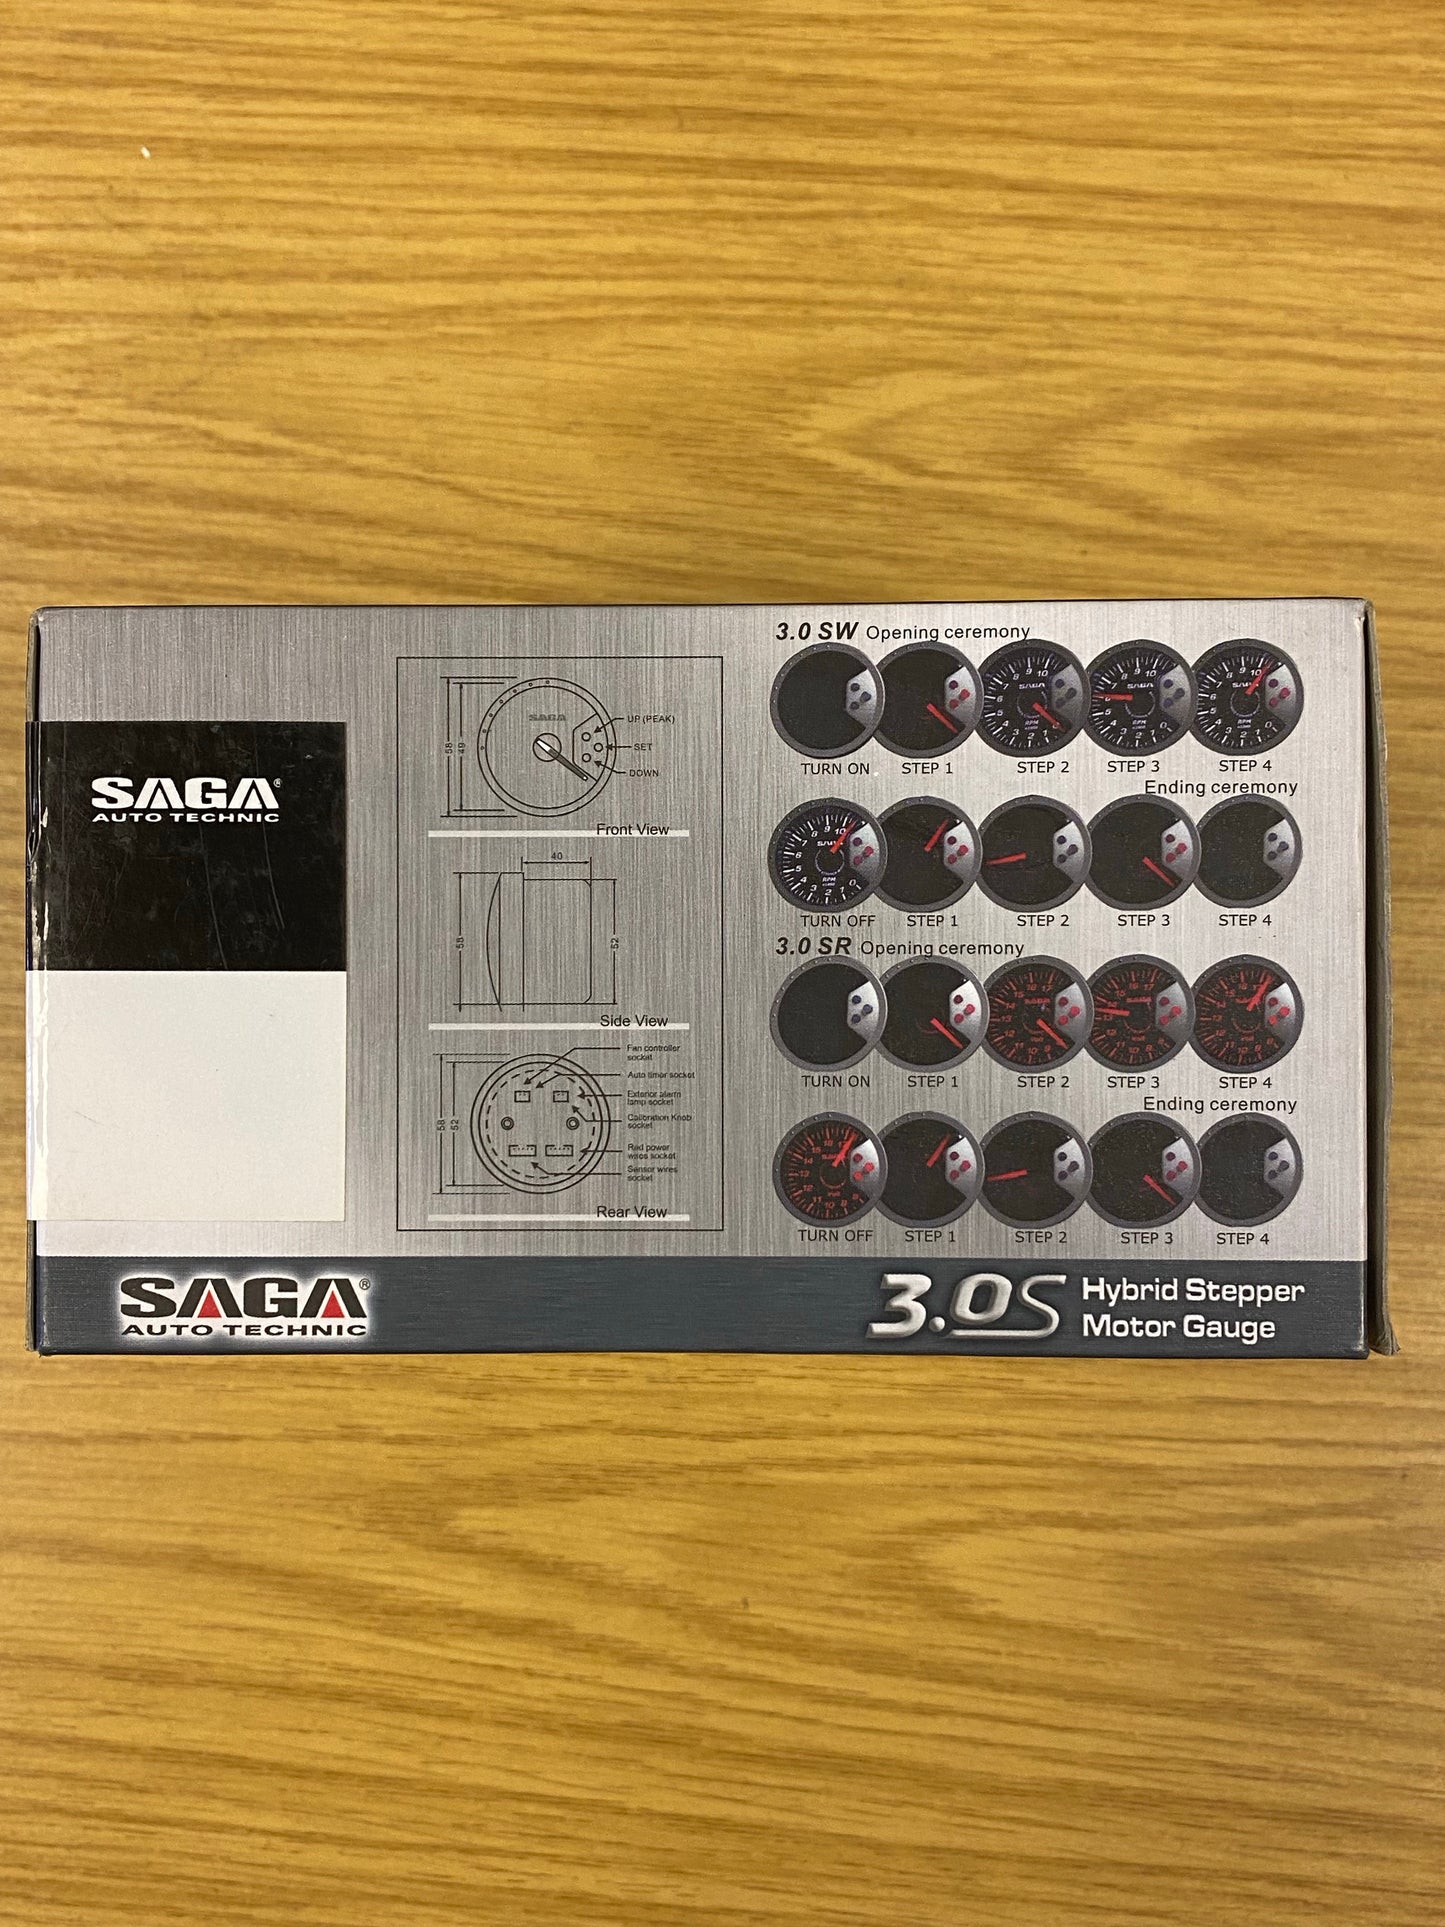 SAGA®
AUTO TECHNIC
58
49
SAGA
UP (PEAK)
SET
DOWN
Front View
40
58
52
Side View
58
52
Fan controller
socket
Auto timer socket
Exterior alarm
lamp socket
Calibration Knob
socket
Red power
wires socket
Sensor wires
socket
Rear View
3.0 SW Opening ceremony
TURN ON STEP 1 STEP 2 STEP 3 STEP 4
Ending ceremony
TURN OFF STEP 1 STEP 2 STEP 3 STEP 4
3.0 SR Opening ceremony
TURN ON STEP 1 STEP 2 STEP 3 STEP 4
Ending ceremony
TURN OFF STEP 1 STEP 2 STEP 3 STEP 4
SAGA®
AUTO TECHNIC
3.0S Hybrid Stepper
Motor Gauge